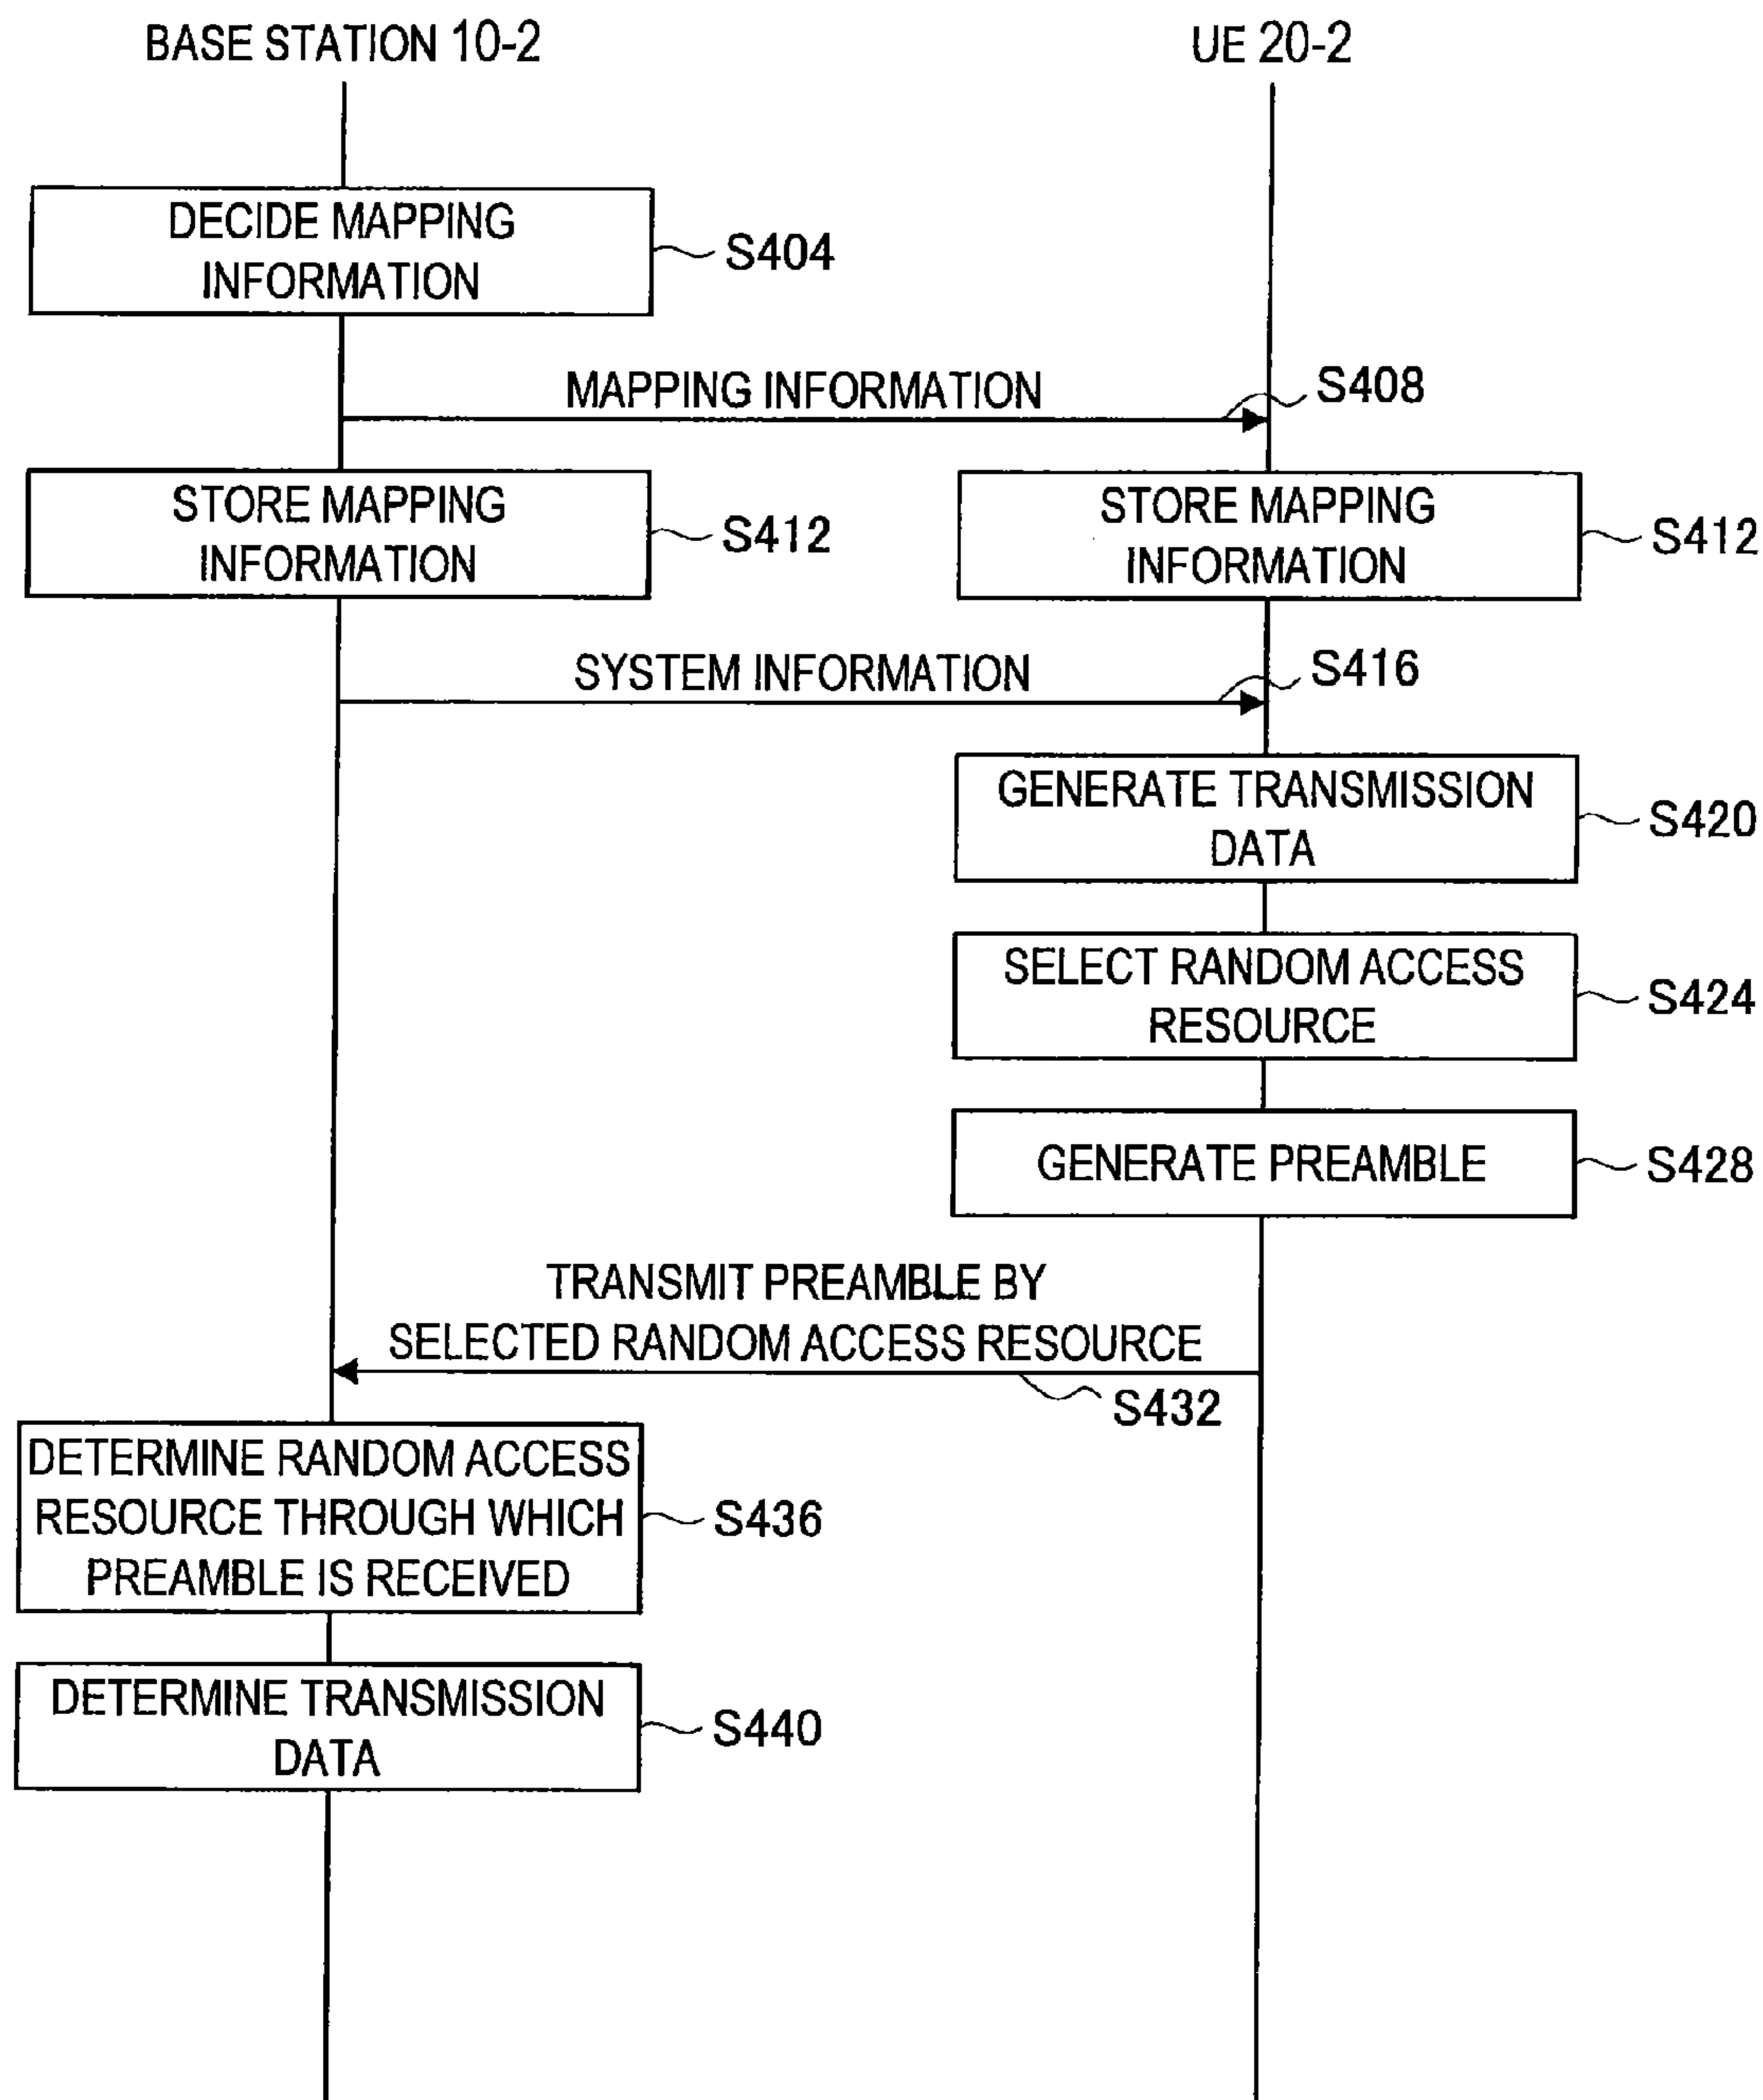 BASE STATION 10-2
UE 20-2
DECIDE MAPPING
INFORMATION
S404
MAPPING INFORMATION
S408
STORE MAPPING
INFORMATION
S412
STORE MAPPING
INFORMATION
S412
SYSTEM INFORMATION
S416
GENERATE TRANSMISSION
DATA
S420
SELECT RANDOM ACCESS
RESOURCE
S424
GENERATE PREAMBLE
S428
TRANSMIT PREAMBLE BY
SELECTED RANDOM ACCESS RESOURCE
S432
DETERMINE RANDOM ACCESS
RESOURCE THROUGH WHICH
PREAMBLE IS RECEIVED
S436
DETERMINE TRANSMISSION
DATA
S440